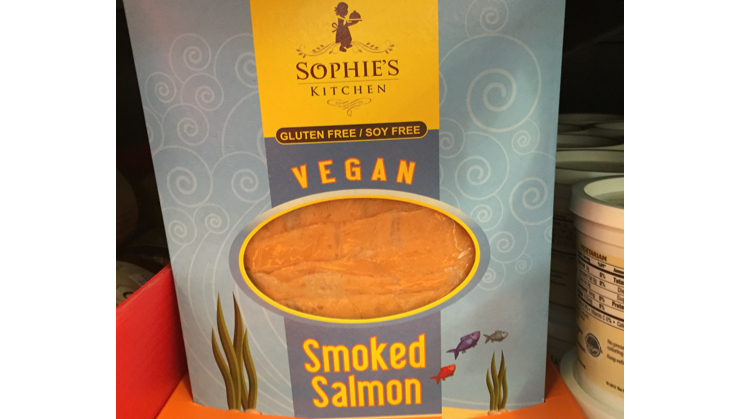 SOPHIE'S
KITCHEN
GLUTEN FREE / SOY FREE
VEGAN
Smoked
Salmon